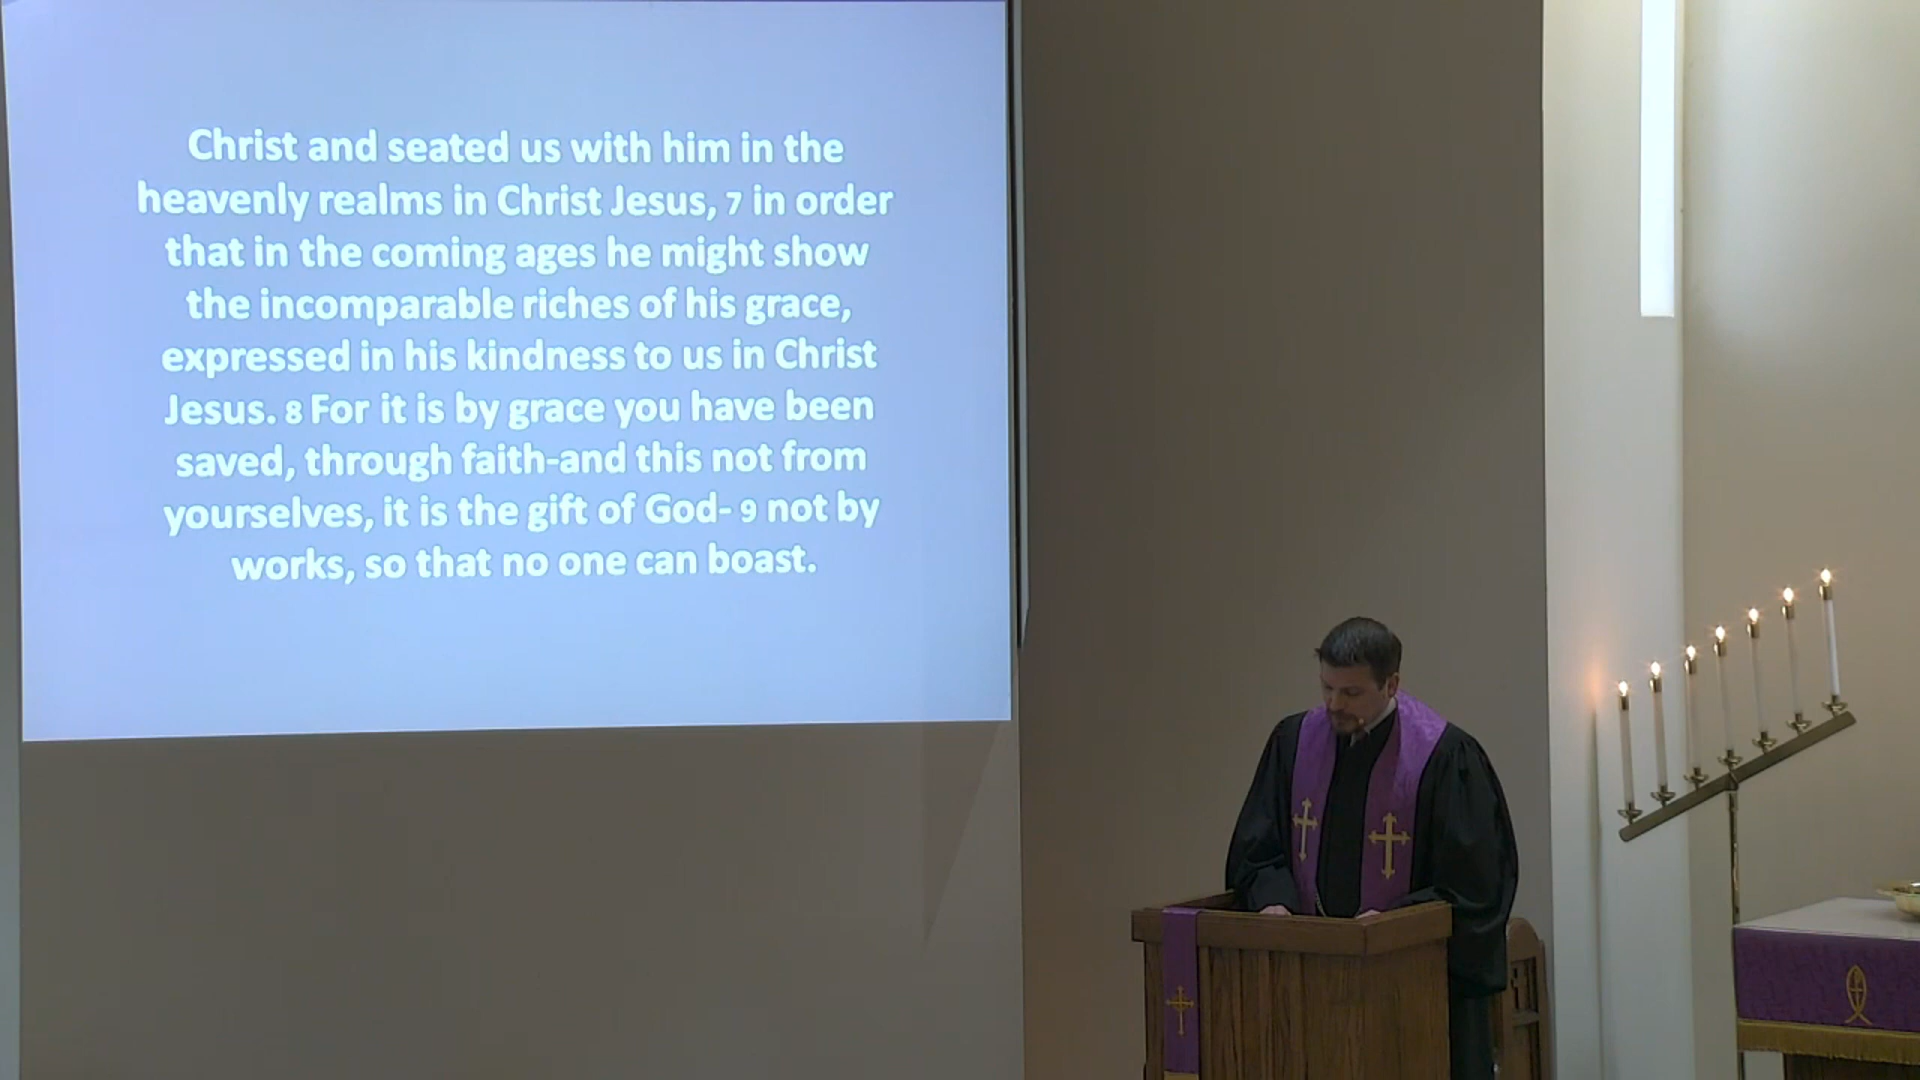 Christ and seated us with him in the
heavenly realms in Christ Jesus, 7 in order
that in the coming ages he might show
the incomparable riches of his grace,
expressed in his kindness to us in Christ
Jesus. 8 For it is by grace you have been
saved, through faith-and this not from
yourselves, it is the gift of God- 9 not by
works, so that no one can boast.